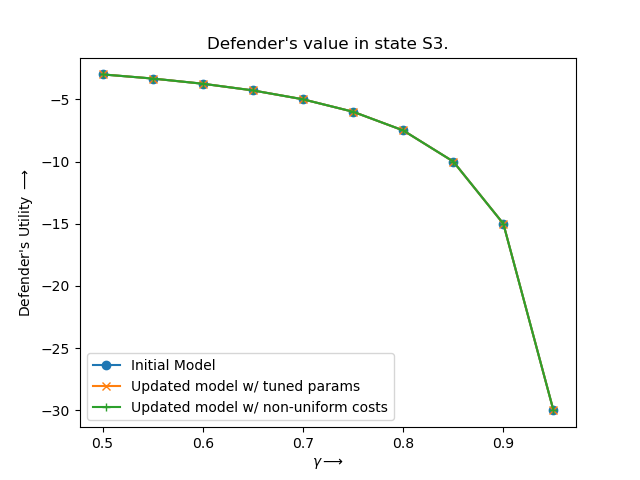 Defender's value in state S3.
Defender's Utility ⟶
−5
−10
−15
−20
−25
−30
Initial Model
Updated model w/ tuned params
Updated model w/ non-uniform costs
0.5 0.6 0.7 0.8 0.9
γ⟶